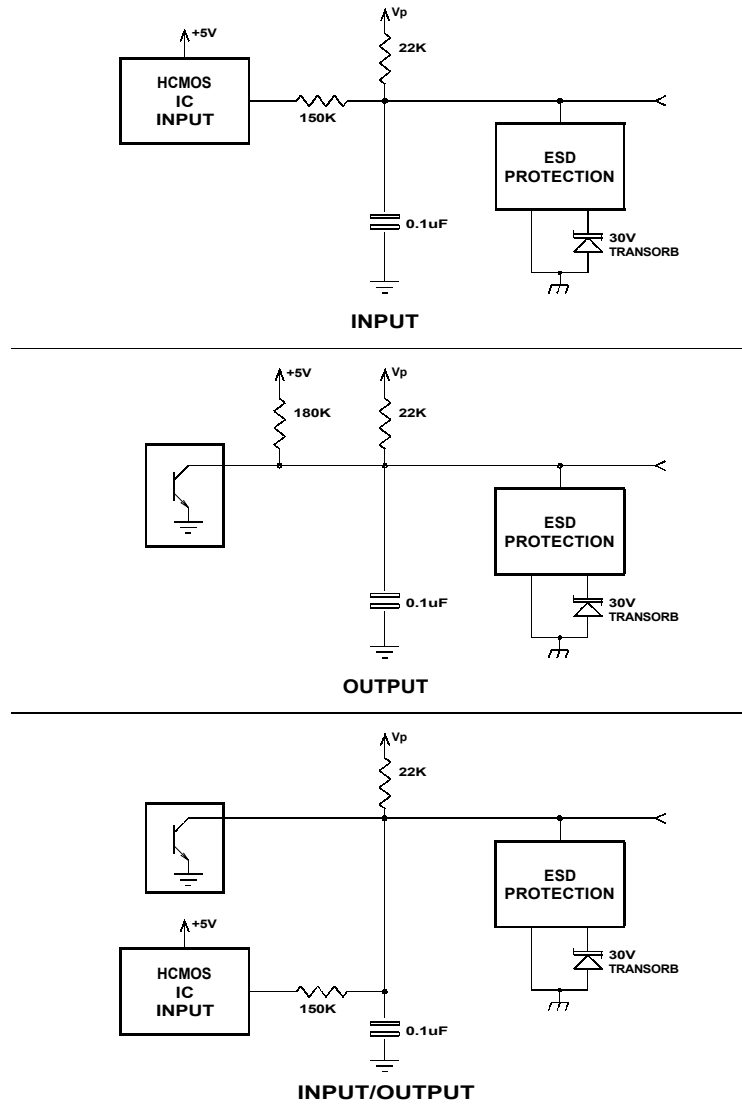 Vp
+5V
22K
HCMOS
IC
INPUT
150K
ESD
PROTECTION
0.1uF
30V
TRANSORB
INPUT
+5V
Vp
180K
22K
ESD
PROTECTION
0.1uF
30V
TRANSORB
OUTPUT
Vp
22K
ESD
PROTECTION
+5V
30V
TRANSORB
HCMOS
IC
INPUT
150K
0.1uF
INPUT/OUTPUT